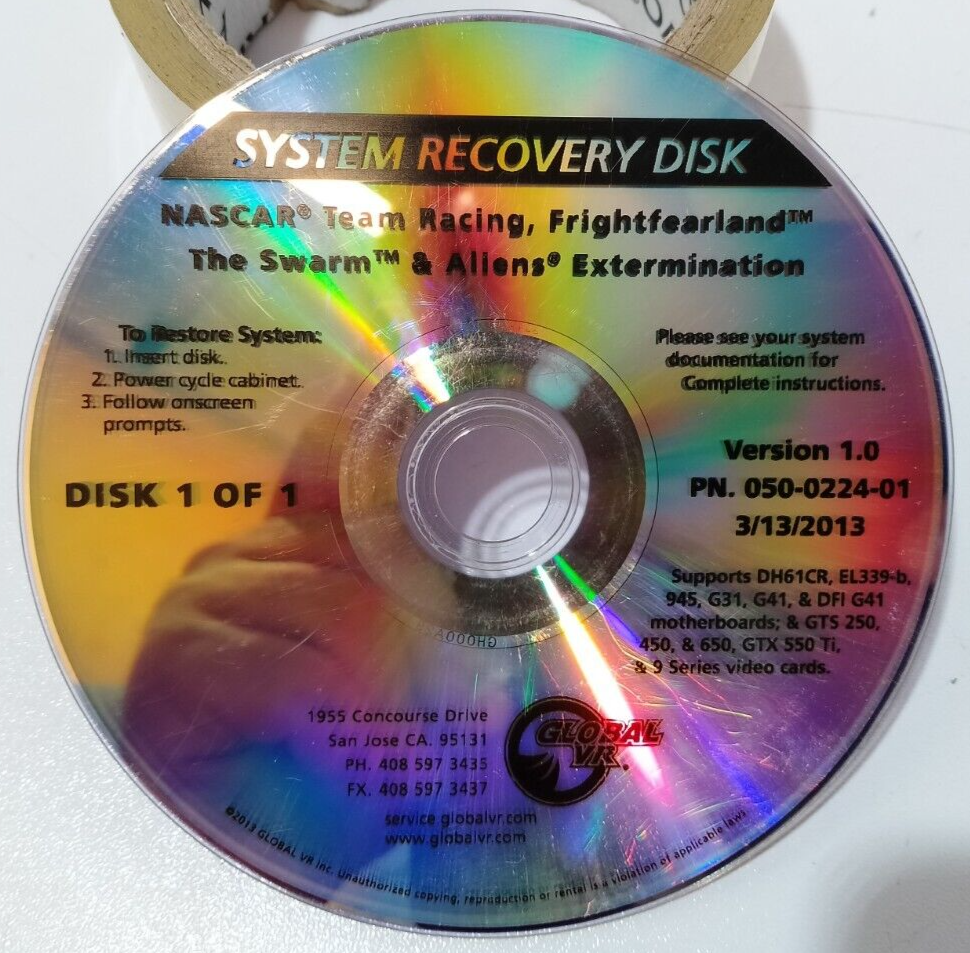 SYSTEM RECOVERY DISK
NASCAR® Team Racing, Frightfearland™
The Swarm™ & Aliens® Extermination
To Restore System:
1. Insert disk.
2. Power cycle cabinet.
3. Follow onscreen
prompts.
Please see your system
documentation for
Complete instructions.
DISK 1 OF 1
Version 1.0
PN. 050-0224-01
3/13/2013
Supports DH61CR, EL339-b,
945, G31, G41, & DFI G41
motherboards; & GTS 250,
450, & 650, GTX 550 Ti,
& 9 Series video cards.
1955 Concourse Drive
San Jose CA. 95131
PH. 408 597 3435
FX. 408 597 3437
service.globalvr.com
www.globalvr.com
GLOBAL
VR.
©2013 GLOBAL VR Inc. Unauthorized copying, reproduction or rental is a violation of applicable laws